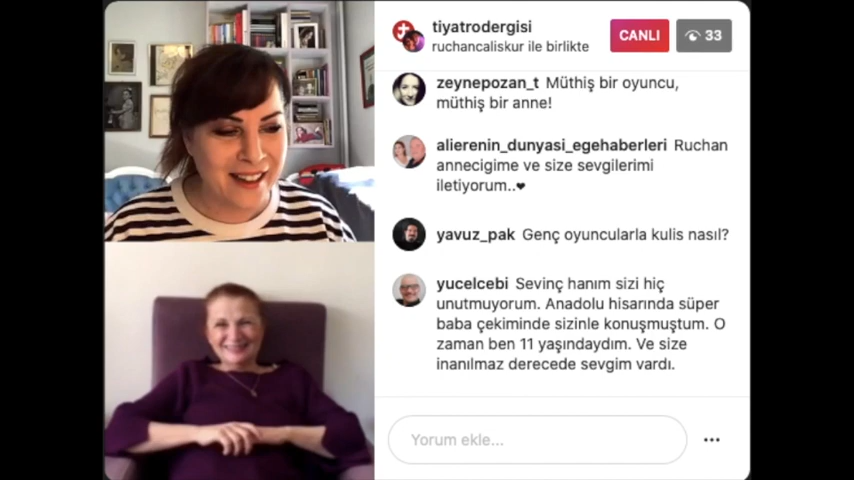 tiyatrodergisi
ruchancaliskur ile birlikte
CANLI
33
zeynepozan_t Müthiş bir oyuncu,
müthiş bir anne!
alierenin_dunyasi_egehaberleri Ruchan
annecigime ve size sevgilerimi
iletiyorum..❤
yavuz_pak Genç oyuncularla kulis nasıl?
yucelcebi Sevinç hanım sizi hiç
unutmuyorum. Anadolu hisarında süper
baba çekiminde sizinle konuşmuştum. O
zaman ben 11 yaşındaydım. Ve size
inanılmaz derecede sevgim vardı.
Yorum ekle...